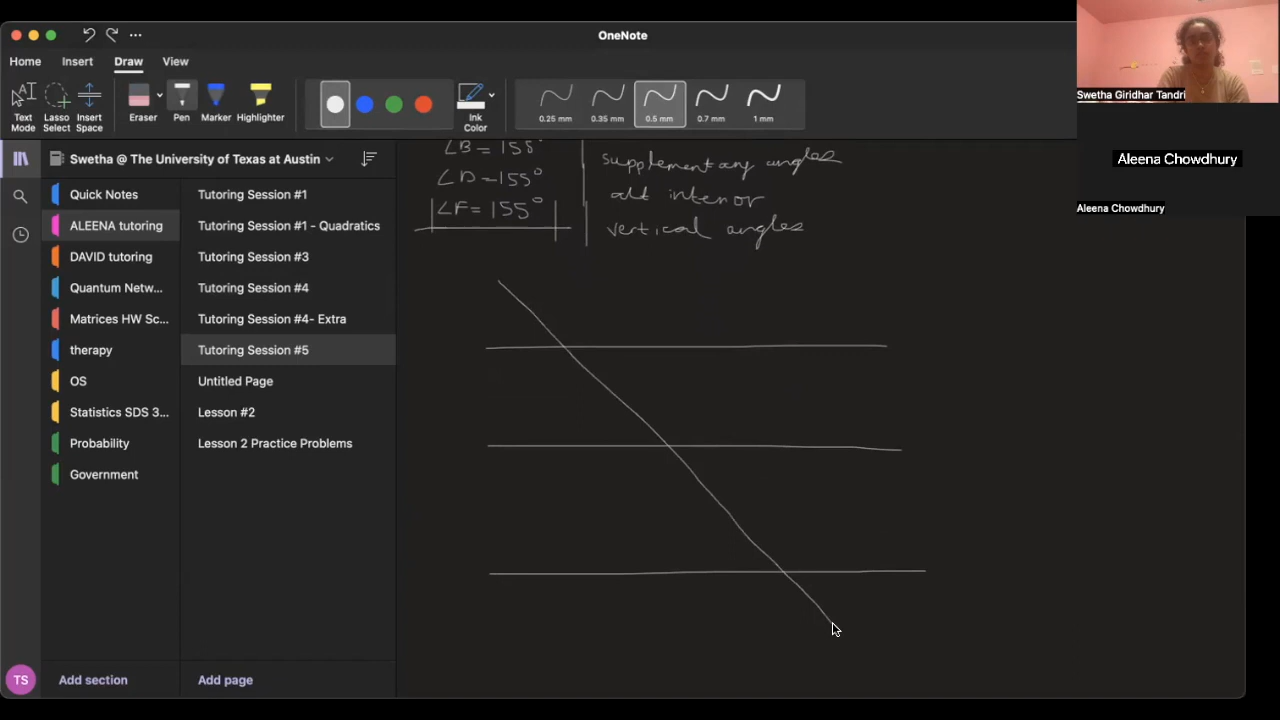 OneNote
Home Insert Draw View
Text Mode
Lasso Select
Insert Space
Eraser
Pen
Marker
Highlighter
Ink Color
0.25 mm
0.35 mm
0.5 mm
0.7 mm
1 mm
Swetha Giridhar Tandri
Aleena Chowdhury
Aleena Chowdhury
Swetha @ The University of Texas at Austin
Quick Notes
ALEENA tutoring
DAVID tutoring
Quantum Netw...
Matrices HW Sc...
therapy
OS
Statistics SDS 3...
Probability
Government
Tutoring Session #1
Tutoring Session #1 - Quadratics
Tutoring Session #3
Tutoring Session #4
Tutoring Session #4- Extra
Tutoring Session #5
Untitled Page
Lesson #2
Lesson 2 Practice Problems
∠B = 155° supplementary angles
∠D = 155° alt interior
∠F = 155° vertical angles
TS
Add section
Add page